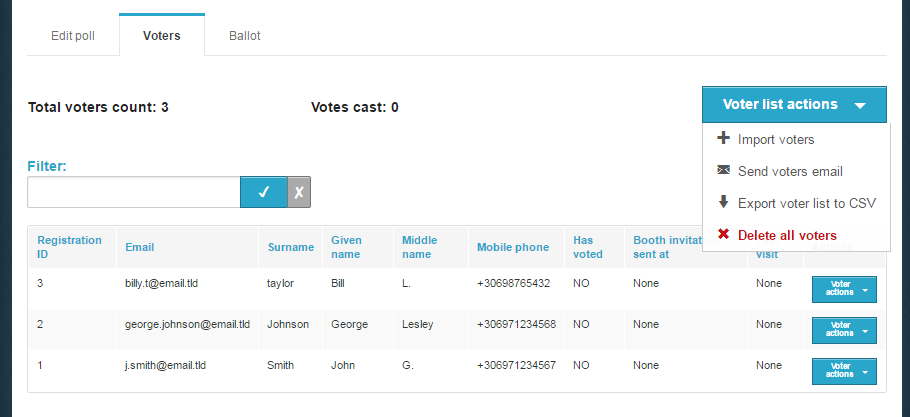 Edit poll Voters Ballot
Total voters count: 3 Votes cast: 0 Voter list actions
Import voters
Filter:
Send voters email
✓ X
Export voter list to CSV
Delete all voters
Registration ID Email Surname Given name Middle name Mobile phone Has voted Booth sent at visit
3 billy.t@email.tld taylor Bill L. +30698765432 NO None None Voter actions
2 george.johnson@email.tld Johnson George Lesley +306971234568 NO None None Voter actions
1 j.smith@email.tld Smith John G. +306971234567 NO None None Voter actions